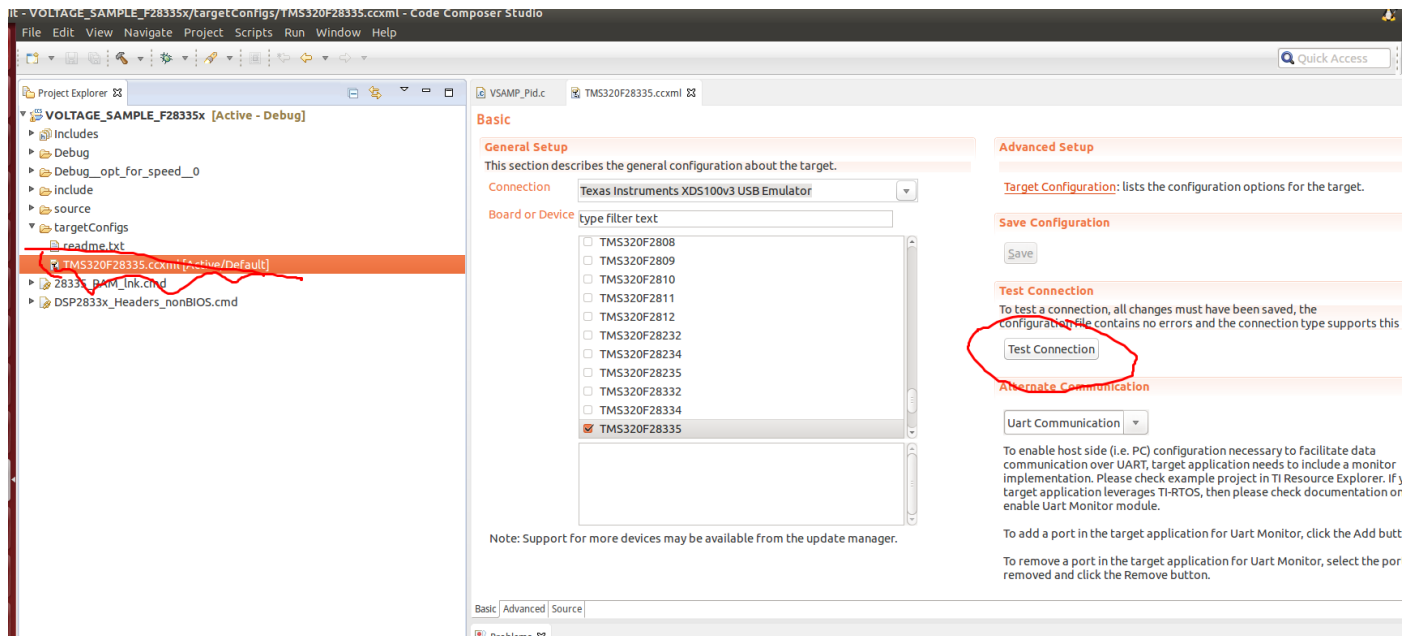 lt - VOLTAGE_SAMPLE_F28335x/targetConfigs/TMS320F28335.ccxml - Code Composer Studio
File Edit View Navigate Project Scripts Run Window Help
Quick Access
Project Explorer
VSAMP_Pid.c
TMS320F28335.ccxml
VOLTAGE_SAMPLE_F28335x [Active - Debug]
Includes
Debug
Debug__opt_for_speed__0
include
source
targetConfigs
readme.txt
TMS320F28335.ccxml [Active/Default]
28335_RAM_lnk.cmd
DSP2833x_Headers_nonBIOS.cmd
Basic
General Setup
This section describes the general configuration about the target.
Connection
Texas Instruments XDS100v3 USB Emulator
Board or Device
type filter text
TMS320F2808
TMS320F2809
TMS320F2810
TMS320F2811
TMS320F2812
TMS320F28232
TMS320F28234
TMS320F28235
TMS320F28332
TMS320F28334
TMS320F28335
Note: Support for more devices may be available from the update manager.
Advanced Setup
Target Configuration: lists the configuration options for the target.
Save Configuration
Save
Test Connection
To test a connection, all changes must have been saved, the
configuration file contains no errors and the connection type supports this
Test Connection
Alternate Communication
Uart Communication
To enable host side (i.e. PC) configuration necessary to facilitate data
communication over UART, target application needs to include a monitor
implementation. Please check example project in TI Resource Explorer. If y
target application leverages TI-RTOS, then please check documentation on
enable Uart Monitor module.
To add a port in the target application for Uart Monitor, click the Add butt
To remove a port in the target application for Uart Monitor, select the por
removed and click the Remove button.
Basic Advanced Source
Problems